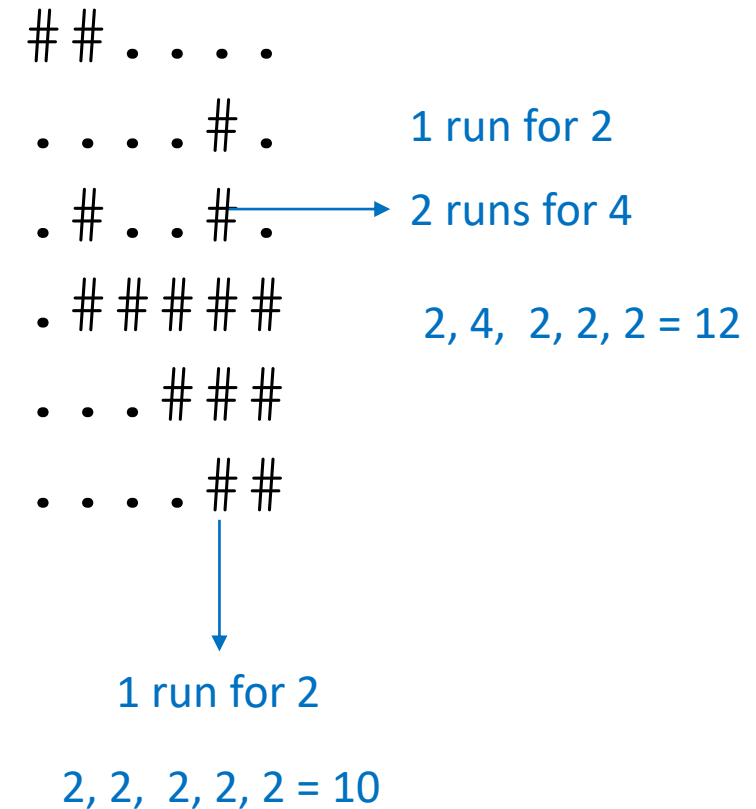 ##....
....#.
1 run for 2
.#..#.
2 runs for 4
.#####
2, 4, 2, 2, 2 = 12
...###
....##
1 run for 2
2, 2, 2, 2, 2 = 10